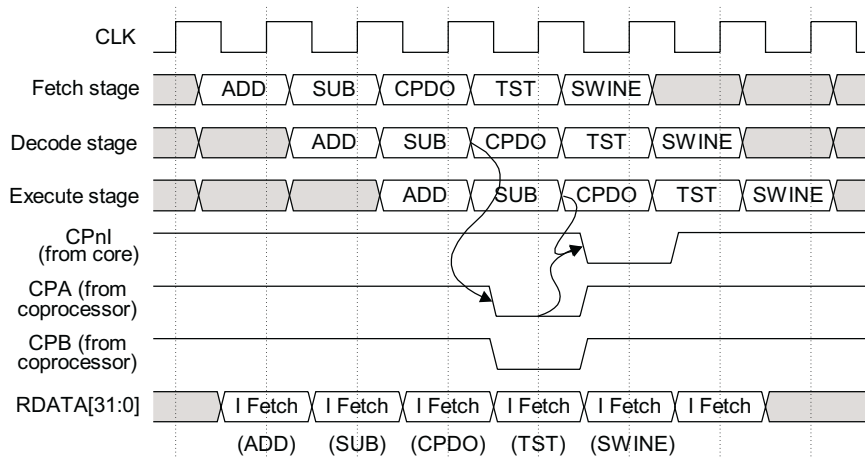 CLK
Fetch stage ADD SUB CPDO TST SWINE
Decode stage ADD SUB CPDO TST SWINE
Execute stage ADD SUB CPDO TST SWINE
CPnI
(from core)
CPA (from
coprocessor)
CPB (from
coprocessor)
RDATA[31:0] I Fetch I Fetch I Fetch I Fetch I Fetch I Fetch
(ADD) (SUB) (CPDO) (TST) (SWINE)